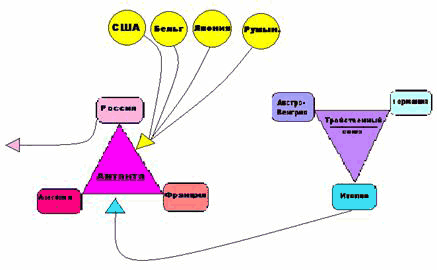 США
Бельг
Япония
Румын.
Россия
Антанта
Англия
Франция
Австро-
Венгрия
Тройственный
союз
Германия
Италия